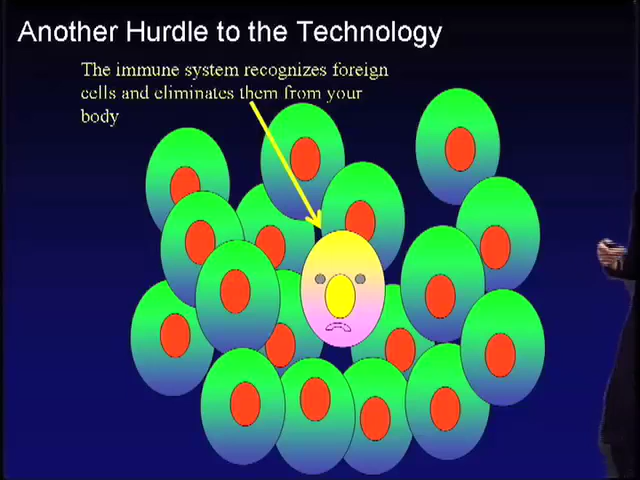 Another Hurdle to the Technology
The immune system recognizes foreign
cells and eliminates them from your
body